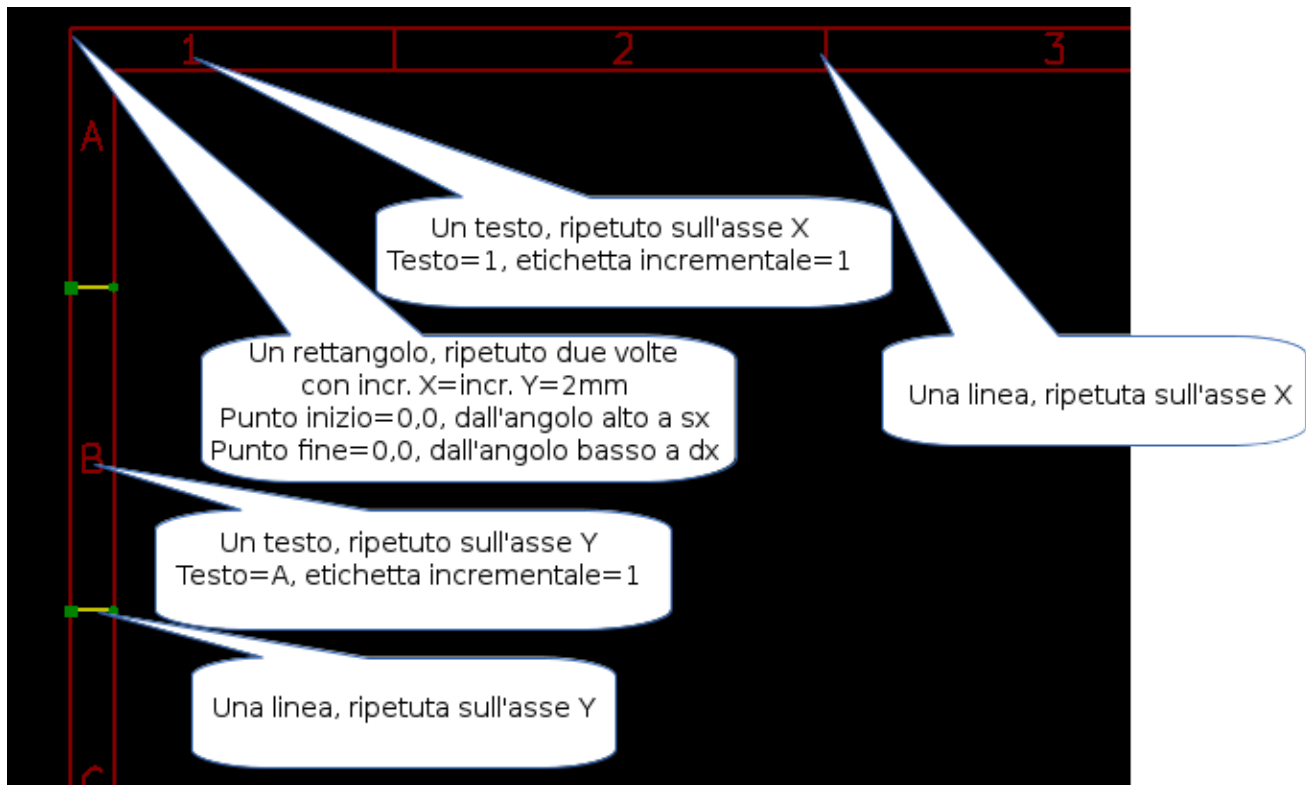 1
2
3
A
Un testo, ripetuto sull'asse X
Testo=1, etichetta incrementale=1
Un rettangolo, ripetuto due volte
con incr. X=incr. Y=2mm
Punto inizio=0,0, dall'angolo alto a sx
Punto fine=0,0, dall'angolo basso a dx
Una linea, ripetuta sull'asse X
B
Un testo, ripetuto sull'asse Y
Testo=A, etichetta incrementale=1
Una linea, ripetuta sull'asse Y
C